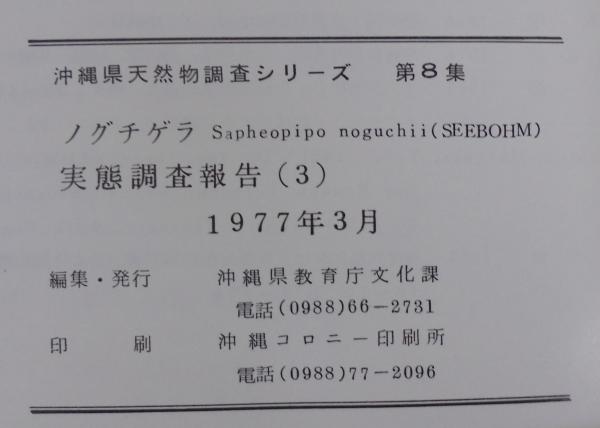 沖縄県天然物調査シリーズ　第8集
ノグチゲラ Sapheopipo noguchii(SEEBOHM)
実態調査報告(3)
1977年3月
編集・発行　沖縄県教育庁文化課
電話(0988)66-2731
印　刷　沖縄コロニー印刷所
電話(0988)77-2096